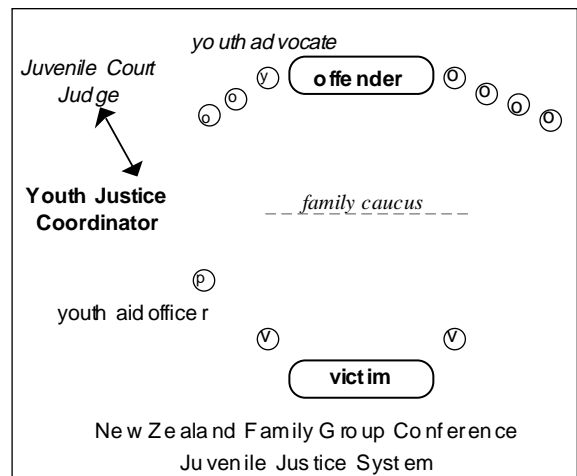 youth advocate
Juvenile Court
Judge
y
offender
o
o
o
o
o
o
Youth Justice
Coordinator
family caucus
p
youth aid officer
v
v
victim
New Zealand Family Group Conference
Juvenile Justice System